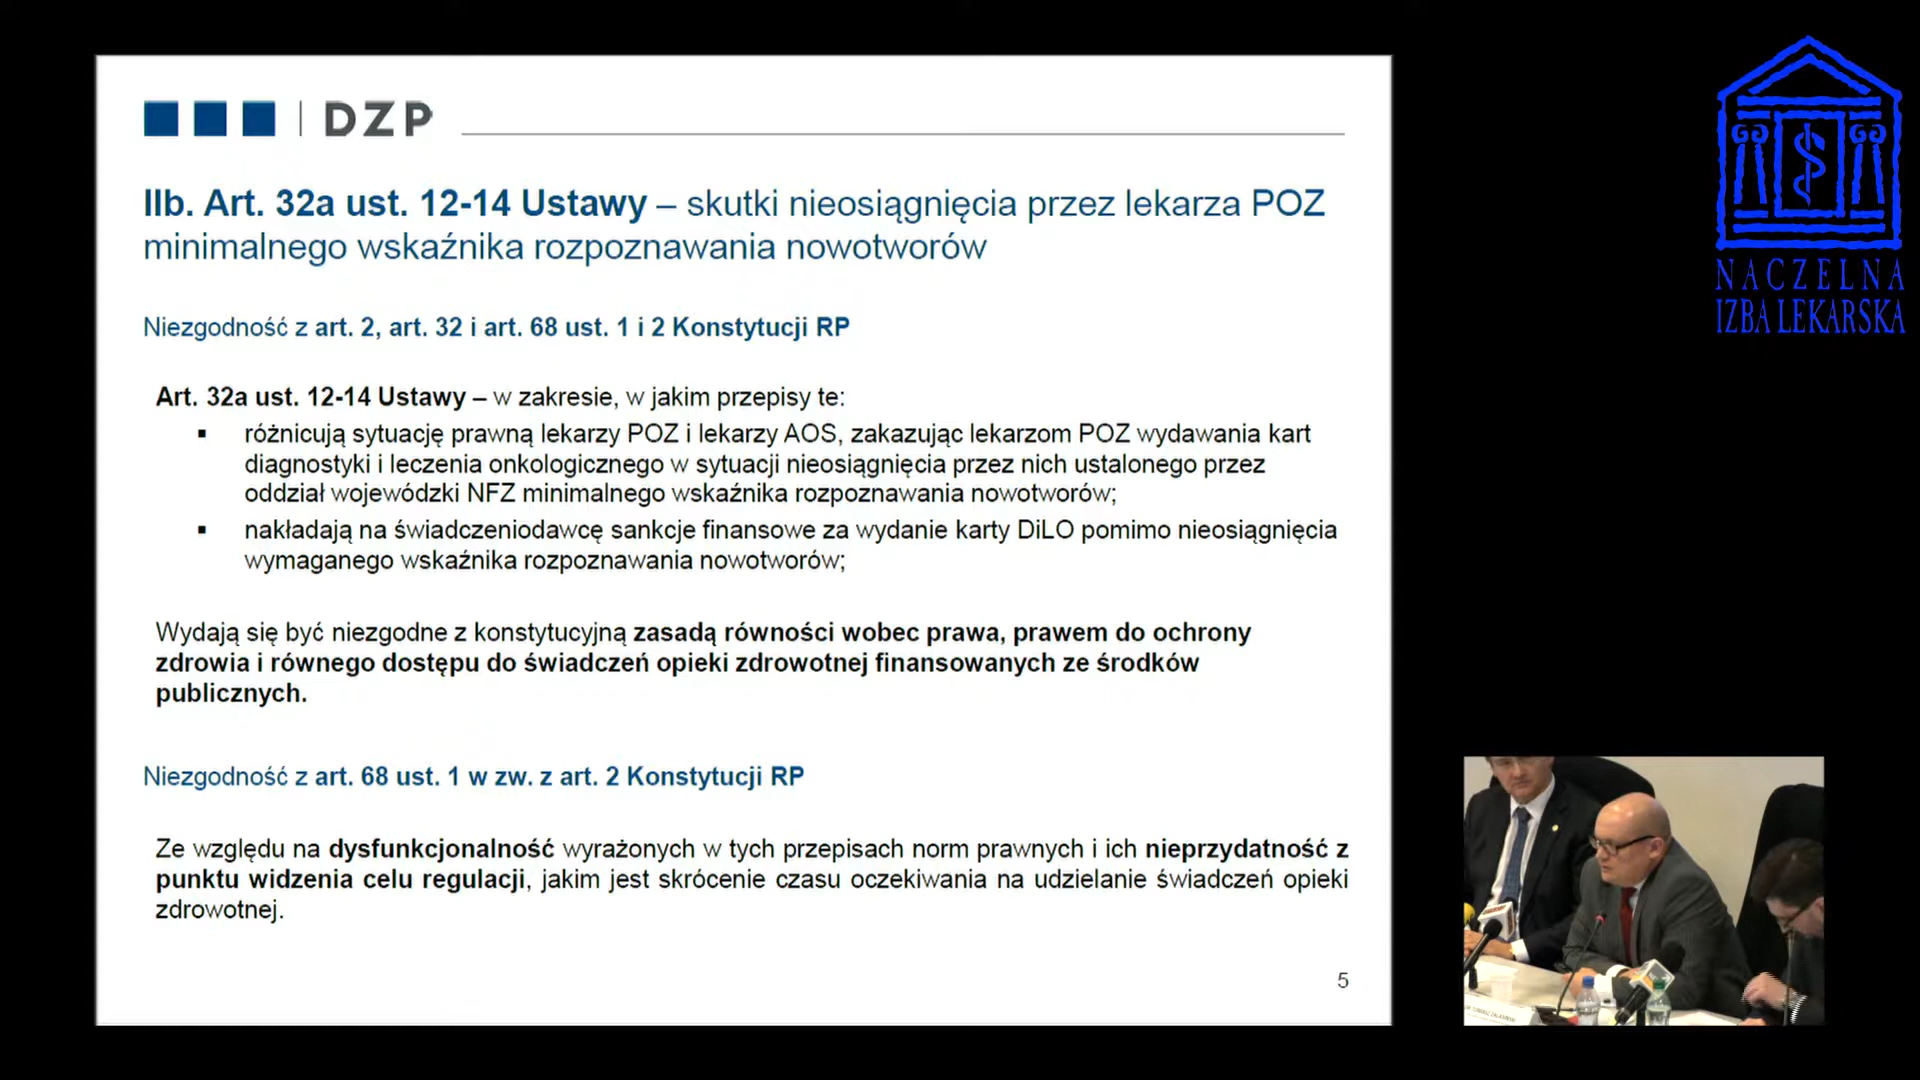 DZP
IIb. Art. 32a ust. 12-14 Ustawy – skutki nieosiągnięcia przez lekarza POZ
minimalnego wskaźnika rozpoznawania nowotworów
Niezgodność z art. 2, art. 32 i art. 68 ust. 1 i 2 Konstytucji RP
Art. 32a ust. 12-14 Ustawy – w zakresie, w jakim przepisy te:
▪ różnicują sytuację prawną lekarzy POZ i lekarzy AOS, zakazując lekarzom POZ wydawania kart
diagnostyki i leczenia onkologicznego w sytuacji nieosiągnięcia przez nich ustalonego przez
oddział wojewódzki NFZ minimalnego wskaźnika rozpoznawania nowotworów;
▪ nakładają na świadczeniodawcę sankcje finansowe za wydanie karty DiLO pomimo nieosiągnięcia
wymaganego wskaźnika rozpoznawania nowotworów;
Wydają się być niezgodne z konstytucyjną zasadą równości wobec prawa, prawem do ochrony
zdrowia i równego dostępu do świadczeń opieki zdrowotnej finansowanych ze środków
publicznych.
Niezgodność z art. 68 ust. 1 w zw. z art. 2 Konstytucji RP
Ze względu na dysfunkcjonalność wyrażonych w tych przepisach norm prawnych i ich nieprzydatność z
punktu widzenia celu regulacji, jakim jest skrócenie czasu oczekiwania na udzielanie świadczeń opieki
zdrowotnej.
5
NACZELNA
IZBA LEKARSKA